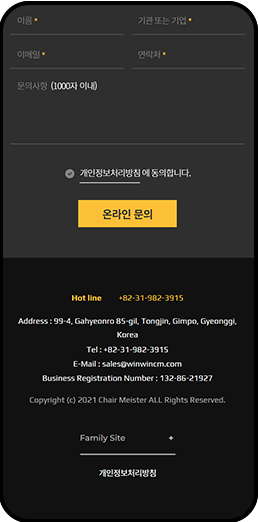 이름 *
기관 또는 기업 *
이메일 *
연락처 *
문의사항 (1000자 이내)
개인정보처리방침 에 동의합니다.
온라인 문의
Hot line +82-31-982-3915
Address : 99-4, Gahyeonro 85-gil, Tongjin, Gimpo, Gyeonggi,
Korea
Tel : +82-31-982-3915
E-Mail : sales@winwincm.com
Business Registration Number : 132-86-21927
Copyright (c) 2021 Chair Meister ALL Rights Reserved.
Family Site +
개인정보처리방침